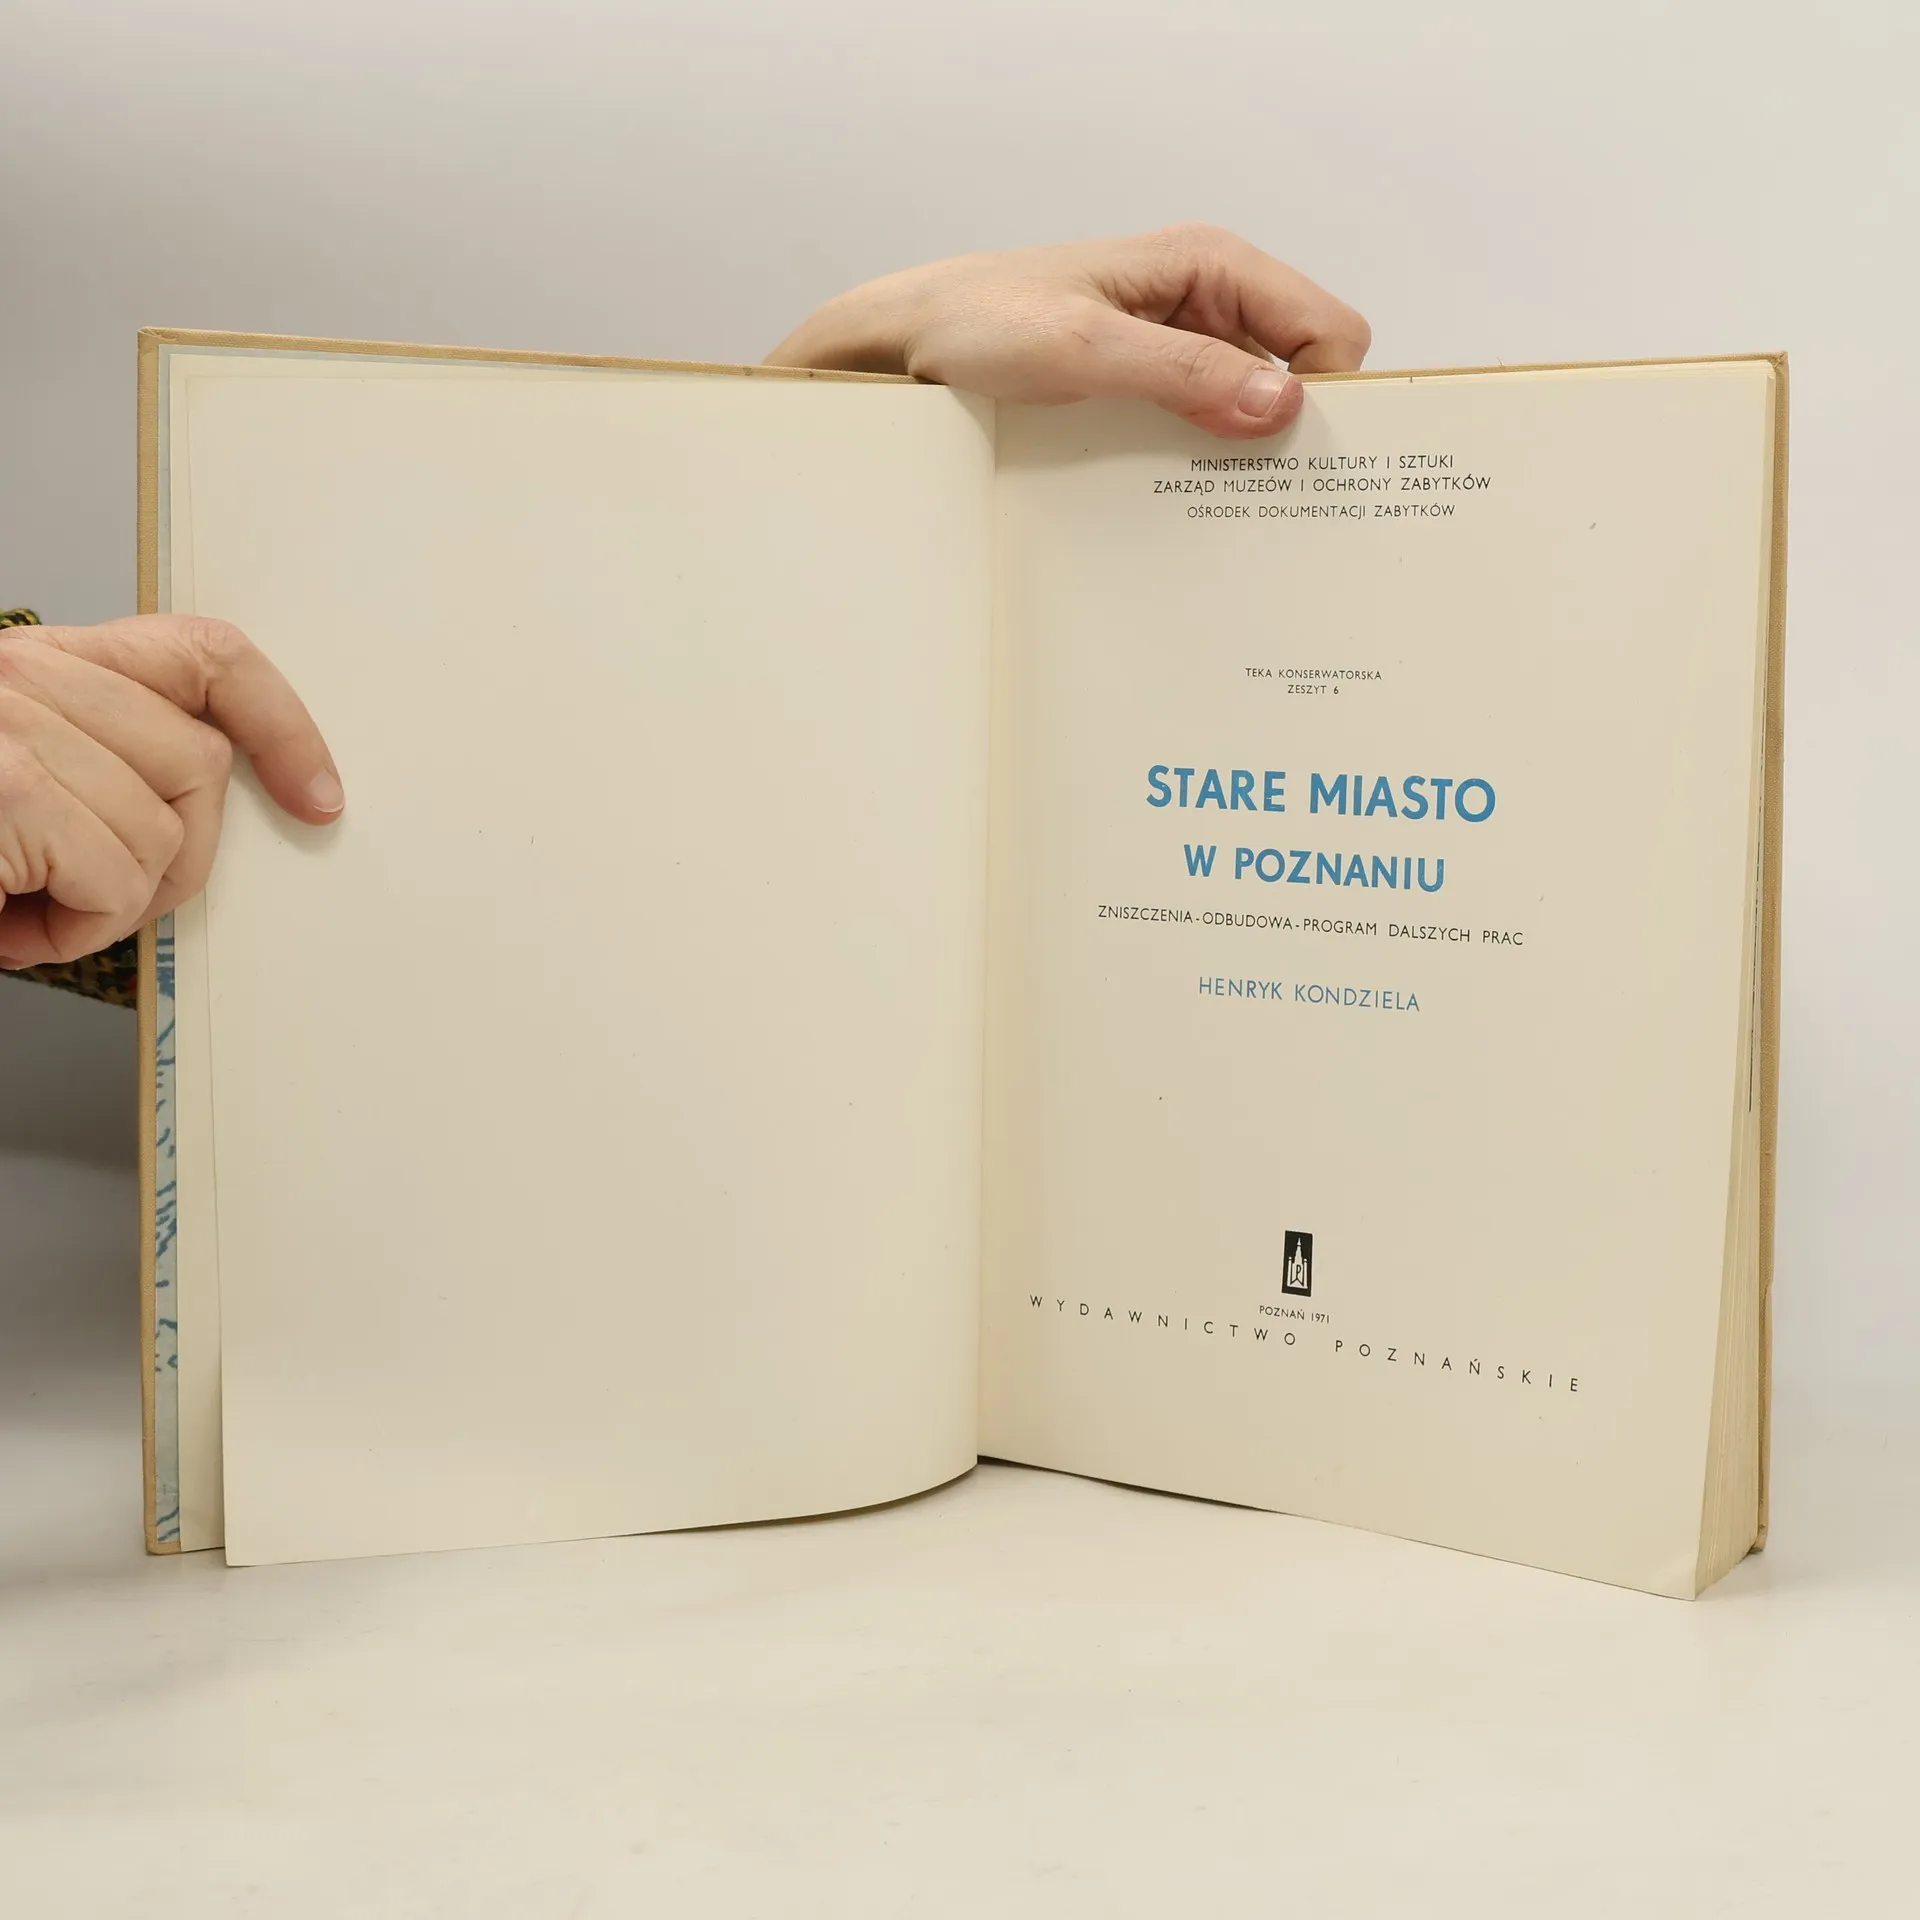 MINISTERSTWO KULTURY I SZTUKI
ZARZĄD MUZEÓW I OCHRONY ZABYTKÓW
OŚRODEK DOKUMENTACJI ZABYTKÓW
TEKA KONSERWATORSKA
ZESZYT 6
STARE MIASTO
W POZNANIU
ZNISZCZENIA-ODBUDOWA-PROGRAM DALSZYCH PRAC
HENRYK KONDZIELA
POZNAŃ 1971
WYDAWNICTWO POZNAŃSKIE